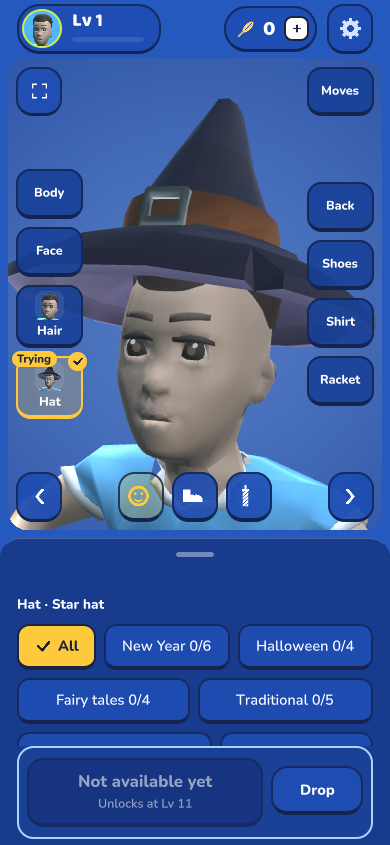 Lv 1
0
+
Moves
Body
Back
Face
Shoes
Hair
Shirt
Trying
Hat
Racket
Hat · Star hat
All
New Year 0/6
Halloween 0/4
Fairy tales 0/4
Traditional 0/5
Not available yet
Unlocks at Lv 11
Drop